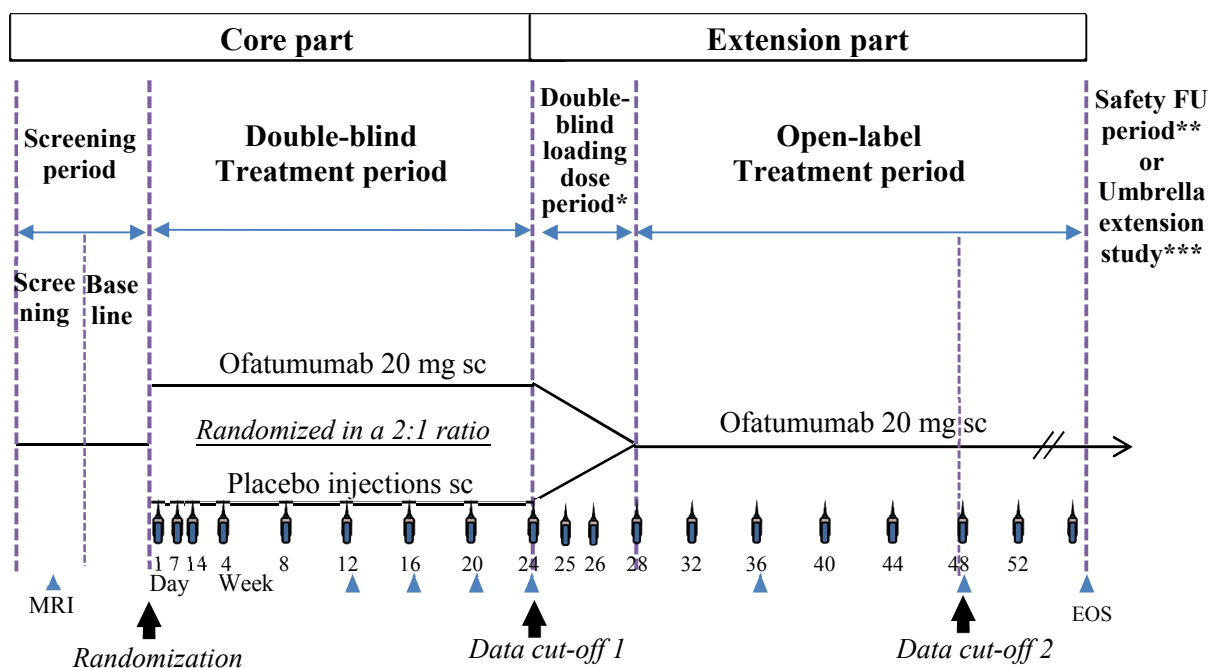 Core part
Extension part
Screening
period
Double-blind
Treatment period
Double-
blind
loading
dose
period*
Open-label
Treatment period
Safety FU
period**
or
Umbrella
extension
study***
Scree
ning
Base
line
Ofatumumab 20 mg sc
Randomized in a 2:1 ratio
Ofatumumab 20 mg sc
Placebo injections sc
1 7 14 4 8 12 16 20 24 25 26 28 32 36 40 44 48 52
Day Week
MRI
EOS
Randomization
Data cut-off 1
Data cut-off 2